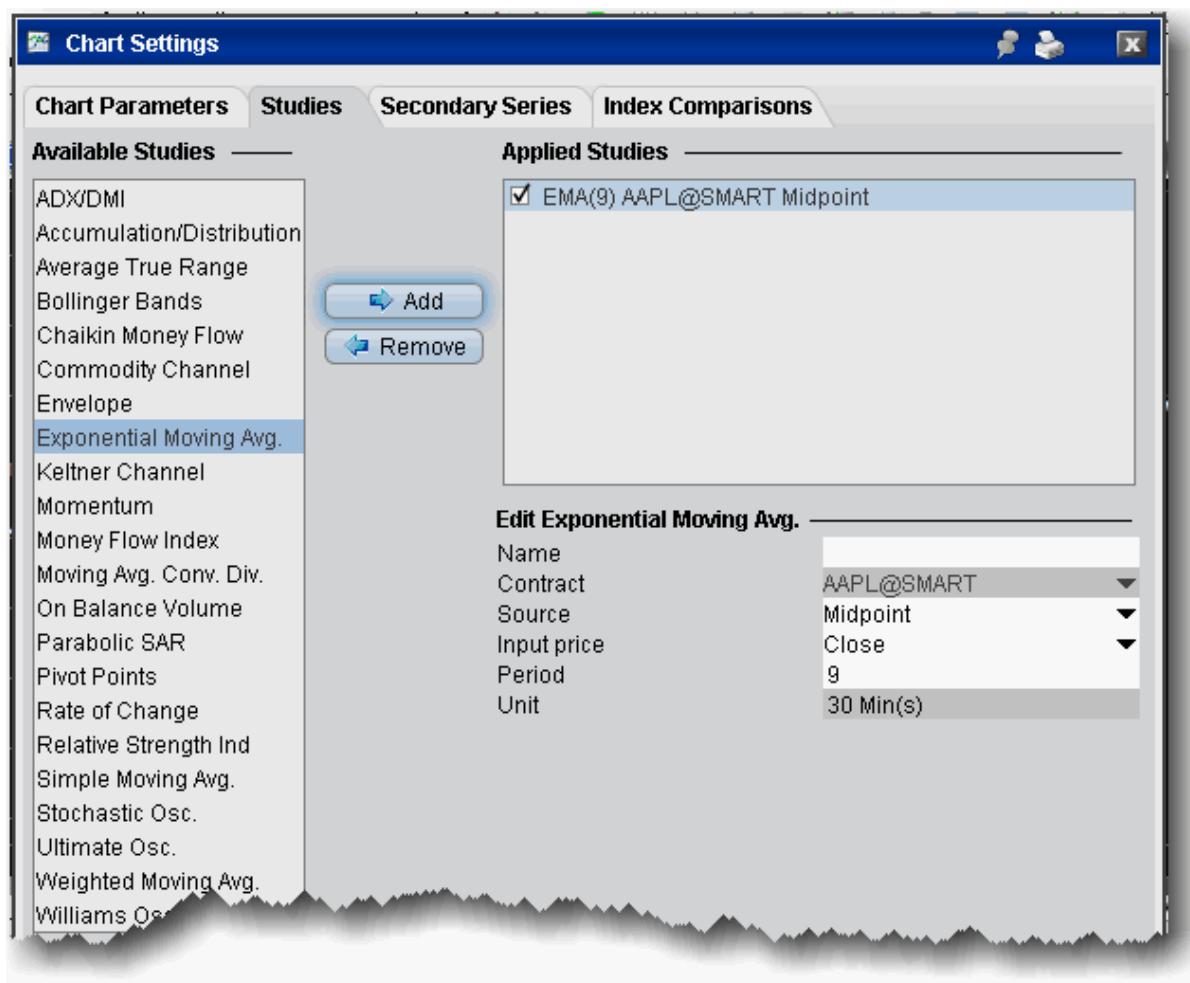 Chart Settings
Chart Parameters Studies Secondary Series Index Comparisons
Available Studies
ADX/DMI
Accumulation/Distribution
Average True Range
Bollinger Bands
Chaikin Money Flow
Commodity Channel
Envelope
Exponential Moving Avg.
Keltner Channel
Momentum
Money Flow Index
Moving Avg. Conv. Div.
On Balance Volume
Parabolic SAR
Pivot Points
Rate of Change
Relative Strength Ind
Simple Moving Avg.
Stochastic Osc.
Ultimate Osc.
Weighted Moving Avg.
Williams
Add
Remove
Applied Studies
EMA(9) AAPL@SMART Midpoint
Edit Exponential Moving Avg.
Name
Contract AAPL@SMART
Source Midpoint
Input price Close
Period 9
Unit 30 Min(s)